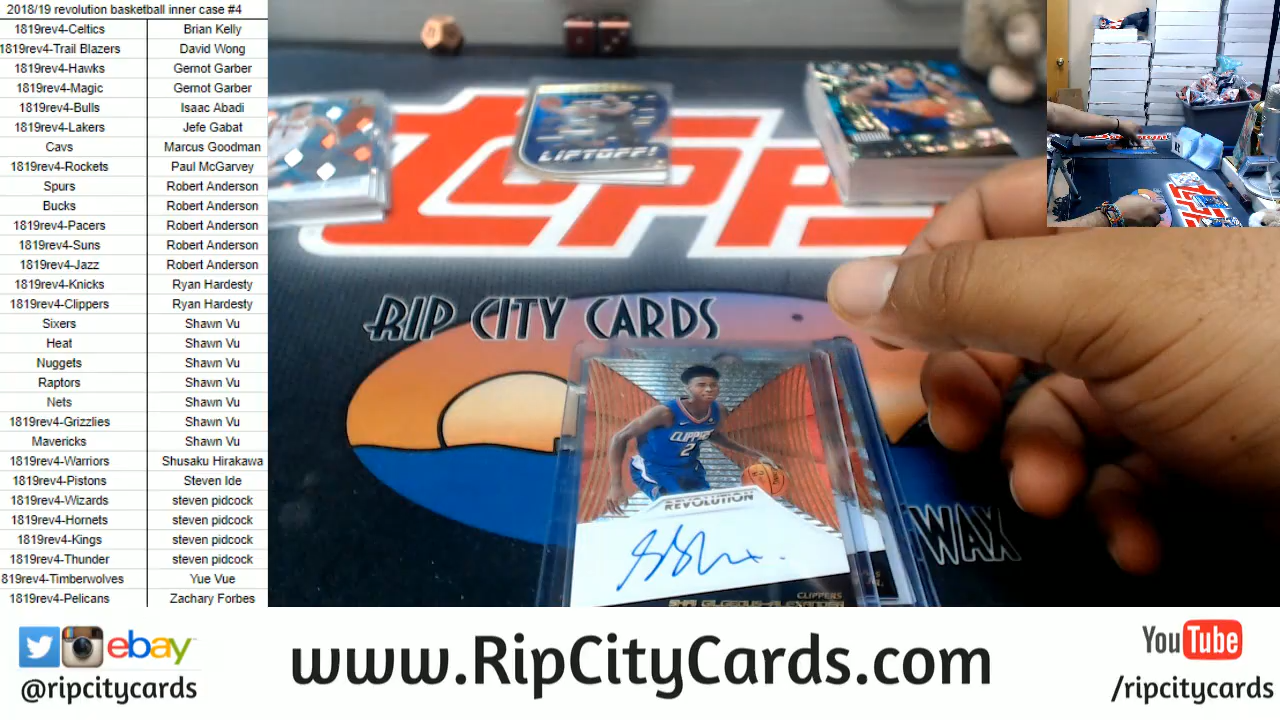 2018/19 revolution basketball inner case #4
1819rev4-Celtics Brian Kelly
1819rev4-Trail Blazers David Wong
1819rev4-Hawks Gernot Garber
1819rev4-Magic Gernot Garber
1819rev4-Bulls Isaac Abadi
1819rev4-Lakers Jefe Gabat
Cavs Marcus Goodman
1819rev4-Rockets Paul McGarvey
Spurs Robert Anderson
Bucks Robert Anderson
1819rev4-Pacers Robert Anderson
1819rev4-Suns Robert Anderson
1819rev4-Jazz Robert Anderson
1819rev4-Knicks Ryan Hardesty
1819rev4-Clippers Ryan Hardesty
Sixers Shawn Vu
Heat Shawn Vu
Nuggets Shawn Vu
Raptors Shawn Vu
Nets Shawn Vu
1819rev4-Grizzlies Shawn Vu
Mavericks Shawn Vu
1819rev4-Warriors Shusaku Hirakawa
1819rev4-Pistons Steven Ide
1819rev4-Wizards steven pidcock
1819rev4-Hornets steven pidcock
1819rev4-Kings steven pidcock
1819rev4-Thunder steven pidcock
819rev4-Timberwolves Yue Vue
1819rev4-Pelicans Zachary Forbes
LIFTOFF!
RIP CITY CARDS
CLIPPERS
2
REVOLUTION
CLIPPERS
SHAI GILGEOUS-ALEXANDER
WAX
ebay
@ripcitycards
www.RipCityCards.com
YouTube
/ripcitycards